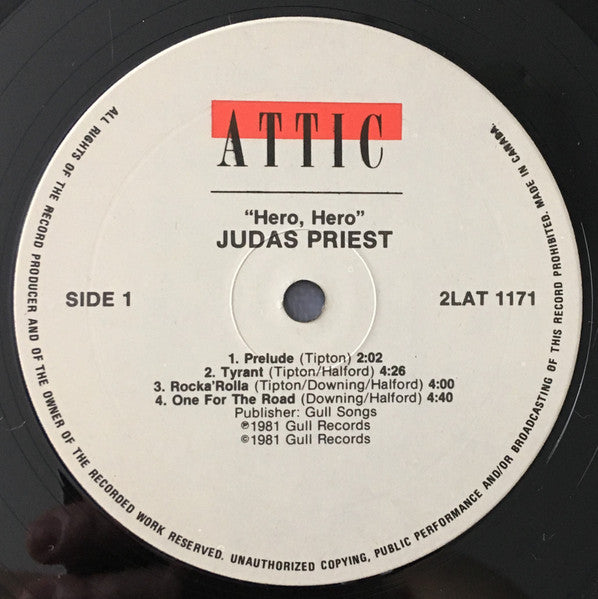 ATTIC
"Hero, Hero"
JUDAS PRIEST
SIDE 1
2LAT 1171
1. Prelude (Tipton) 2:02
2. Tyrant (Tipton/Halford) 4:26
3. Rocka'Rolla (Tipton/Downing/Halford) 4:00
4. One For The Road (Downing/Halford) 4:40
Publisher: Gull Songs
℗1981 Gull Records
©1981 Gull Records
ALL RIGHTS OF THE RECORD PRODUCER AND OF THE OWNER OF THE RECORDED WORK RESERVED. UNAUTHORIZED COPYING, PUBLIC PERFORMANCE AND/OR BROADCASTING OF THIS RECORD PROHIBITED. MADE IN CANADA.